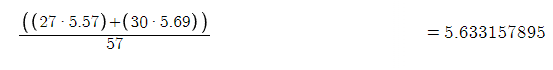 ((27 · 5.57)+(30 · 5.69))
57
= 5.633157895